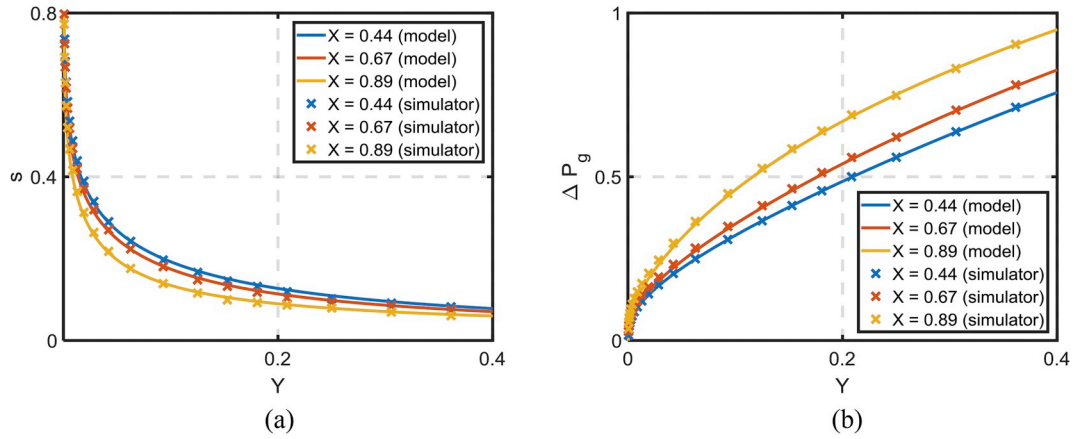 0.8
0.4
0
s
0.2
0.4
Y
X = 0.44 (model)
X = 0.67 (model)
X = 0.89 (model)
X = 0.44 (simulator)
X = 0.67 (simulator)
X = 0.89 (simulator)
(a)
1
0.5
0
Δ P_g
0
0.2
0.4
Y
X = 0.44 (model)
X = 0.67 (model)
X = 0.89 (model)
X = 0.44 (simulator)
X = 0.67 (simulator)
X = 0.89 (simulator)
(b)